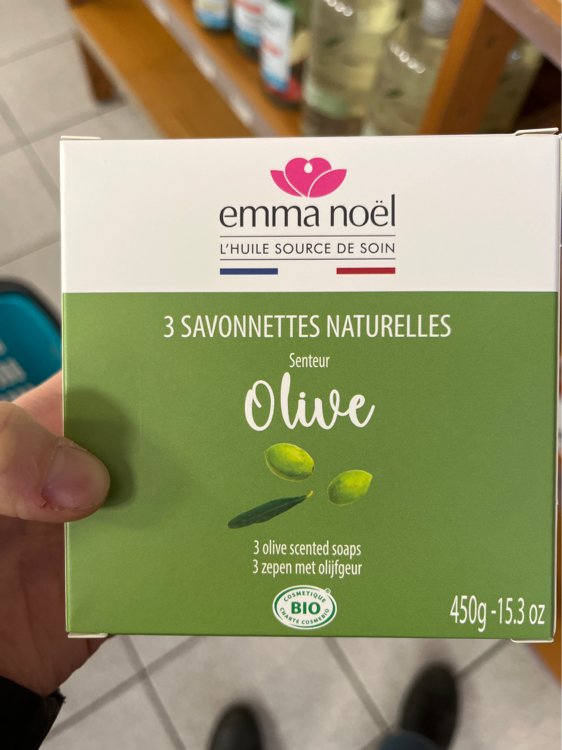 emma noël
L'HUILE SOURCE DE SOIN
3 SAVONNETTES NATURELLES
Senteur
Olive
3 olive scented soaps
3 zepen met olijfgeur
COSMETIQUE
BIO
CHARTE COSMEBIO
450g - 15.3 oz